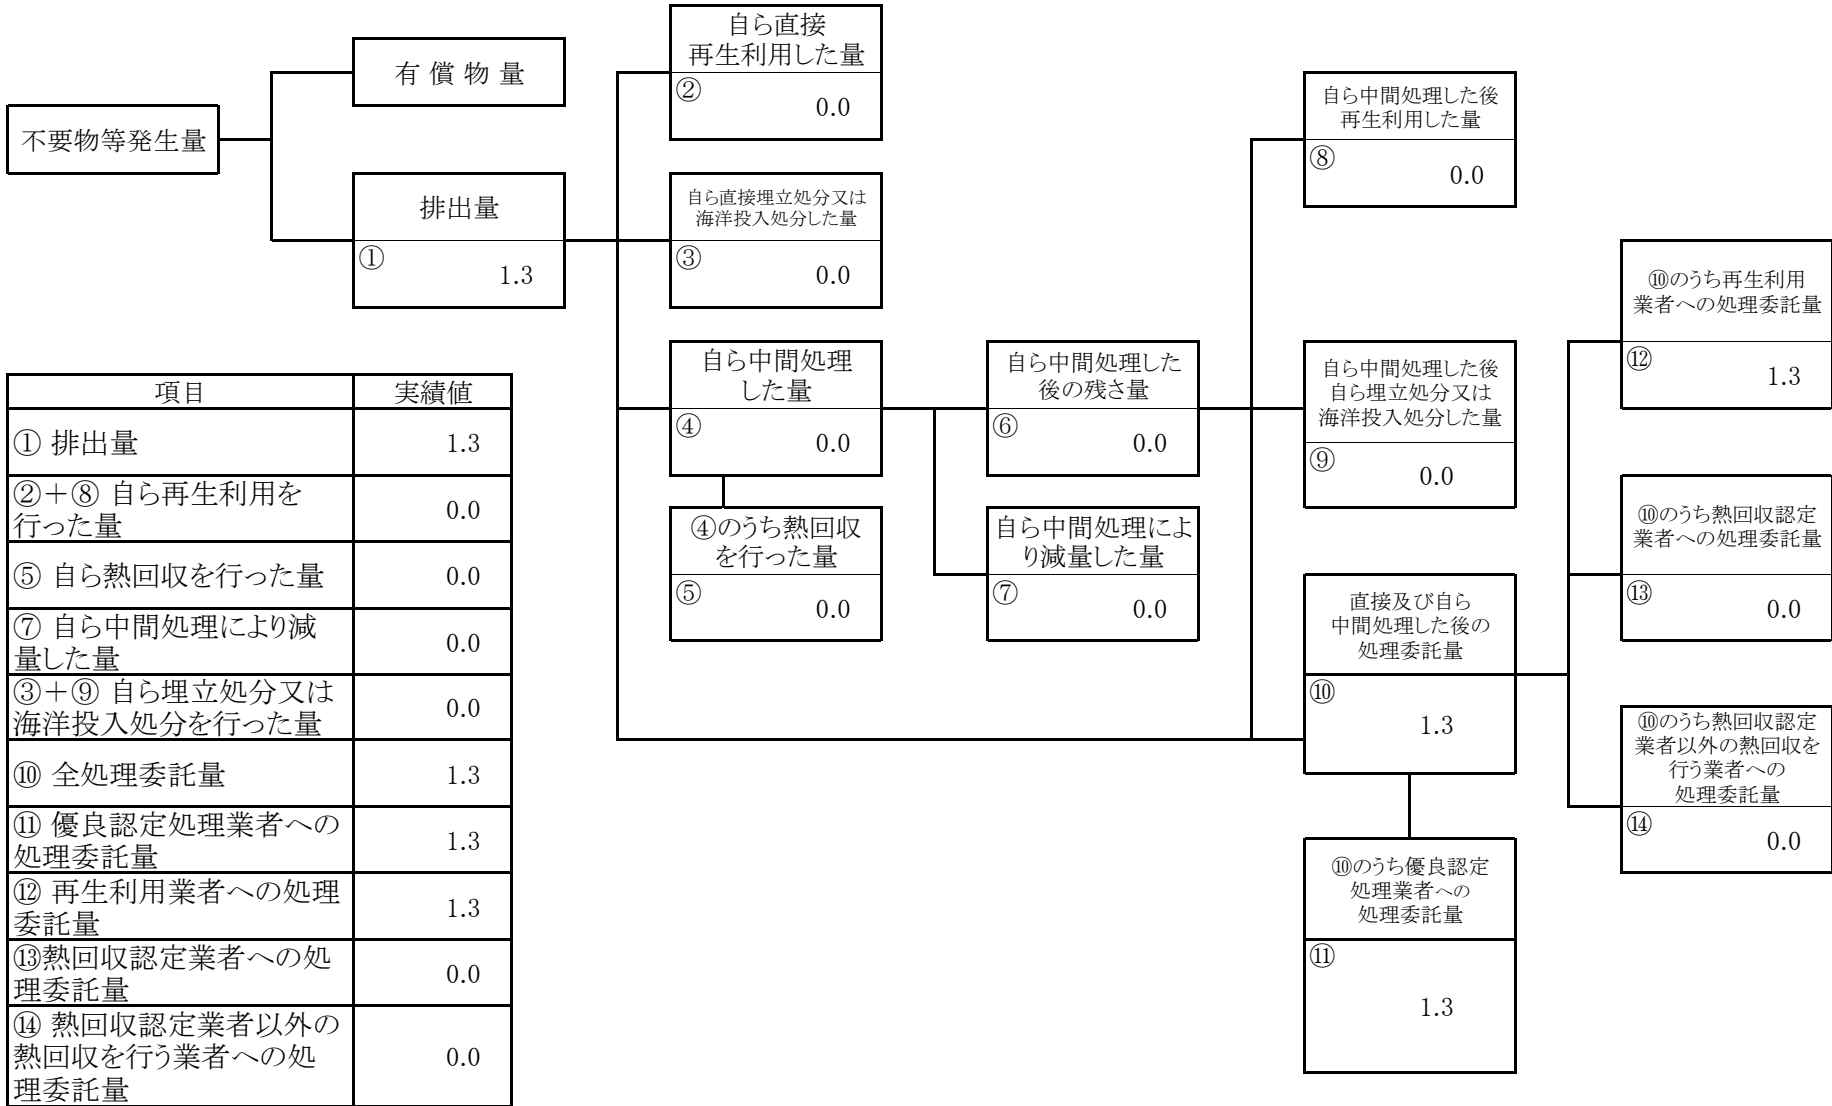 不要物等発生量
有償物量
排出量
①
1.3
自ら直接
再生利用した量
②
0.0
自ら直接埋立処分又は
海洋投入処分した量
③
0.0
自ら中間処理
した量
④
0.0
④のうち熱回収
を行った量
⑤
0.0
自ら中間処理した
後の残さ量
⑥
0.0
自ら中間処理によ
り減量した量
⑦
0.0
自ら中間処理した後
再生利用した量
⑧
0.0
自ら中間処理した後
自ら埋立処分又は
海洋投入処分した量
⑨
0.0
直接及び自ら
中間処理した後の
処理委託量
⑩
1.3
⑩のうち優良認定
処理業者への
処理委託量
⑪
1.3
⑩のうち再生利用
業者への処理委託量
⑫
1.3
⑩のうち熱回収認定
業者への処理委託量
⑬
0.0
⑩のうち熱回収認定
業者以外の熱回収を
行う業者への
処理委託量
⑭
0.0
項目 実績値
① 排出量 1.3
②+⑧ 自ら再生利用を
行った量 0.0
⑤ 自ら熱回収を行った量 0.0
⑦ 自ら中間処理により減
量した量 0.0
③+⑨ 自ら埋立処分又は
海洋投入処分を行った量 0.0
⑩ 全処理委託量 1.3
⑪ 優良認定処理業者への
処理委託量 1.3
⑫ 再生利用業者への処理
委託量 1.3
⑬熱回収認定業者への処
理委託量 0.0
⑭ 熱回収認定業者以外の
熱回収を行う業者への処
理委託量 0.0